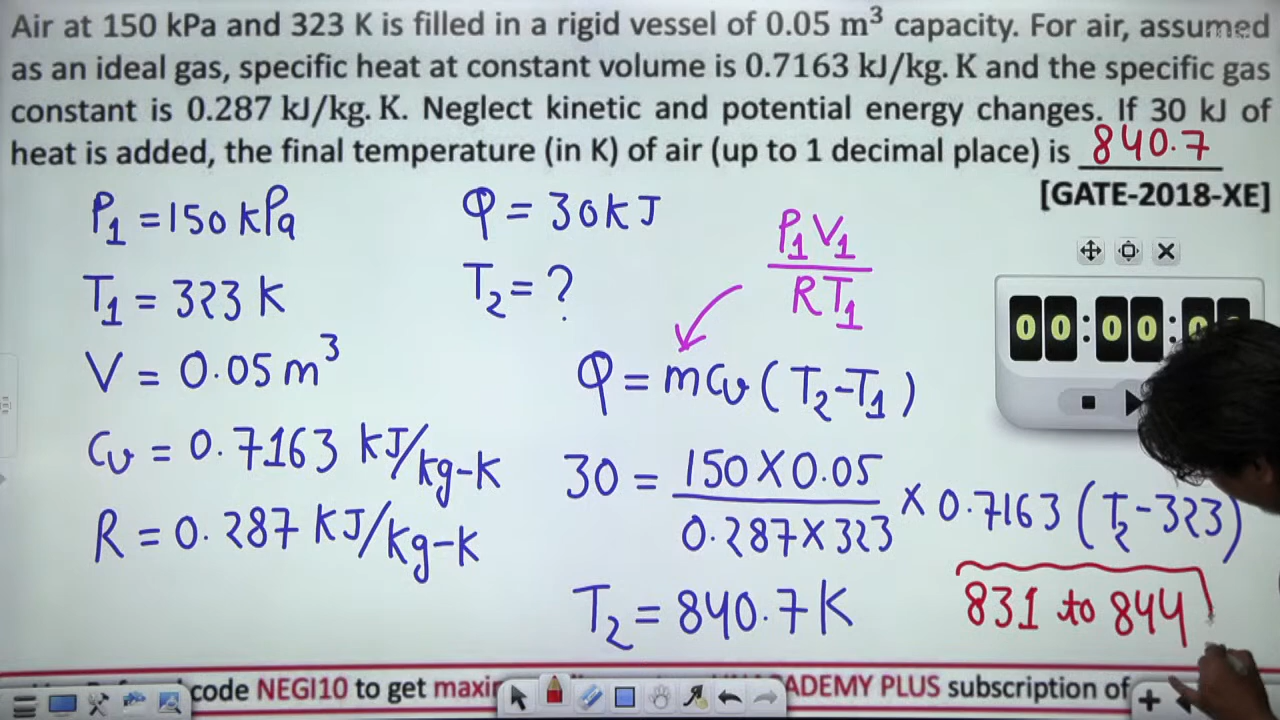 Air at 150 kPa and 323 K is filled in a rigid vessel of 0.05 m³ capacity. For air, assumed
as an ideal gas, specific heat at constant volume is 0.7163 kJ/kg. K and the specific gas
constant is 0.287 kJ/kg. K. Neglect kinetic and potential energy changes. If 30 kJ of
heat is added, the final temperature (in K) of air (up to 1 decimal place) is 840.7
[GATE-2018-XE]
P₁ = 150 kPa
T₁ = 323 K
V = 0.05 m³
Cv = 0.7163 kJ/kg-K
R = 0.287 KJ/kg-K
Q = 30 kJ
T₂ = ?
P₁V₁
RT₁
Q = mCv (T₂-T₁)
30 = 150 X 0.05 / 0.287 X 323 X 0.7163 (T₂-323)
T₂ = 840.7 K
831 to 844
00:00:
code NEGI10 to get
ACADEMY PLUS subscription of